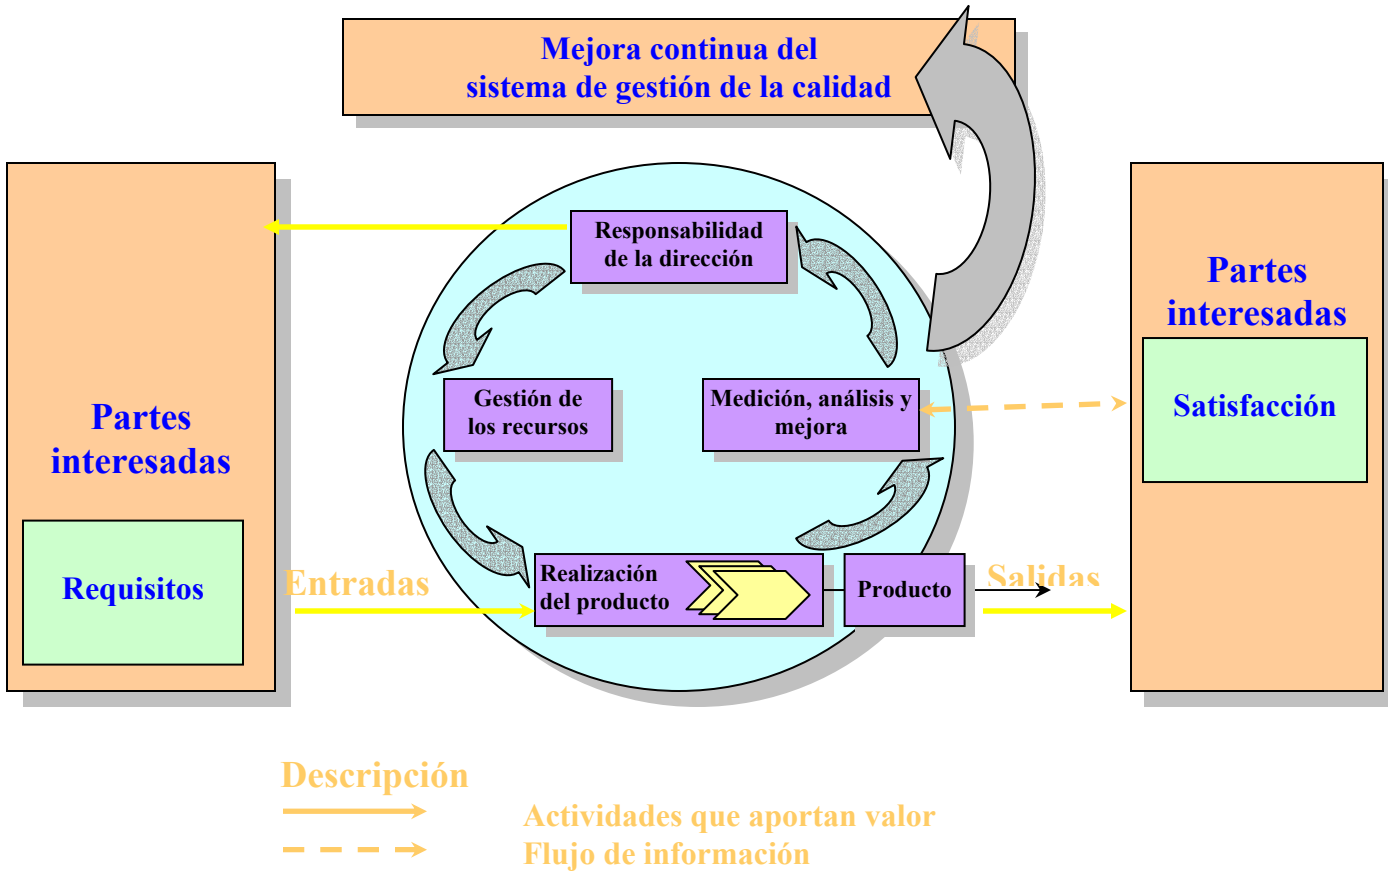 Mejora continua del
sistema de gestión de la calidad
Responsabilidad
de la dirección
Partes
interesadas
Gestión de
los recursos
Medición, análisis y
mejora
Satisfacción
Partes
interesadas
Requisitos
Entradas
Realización
del producto
Producto
Salidas
Descripción
Actividades que aportan valor
Flujo de información